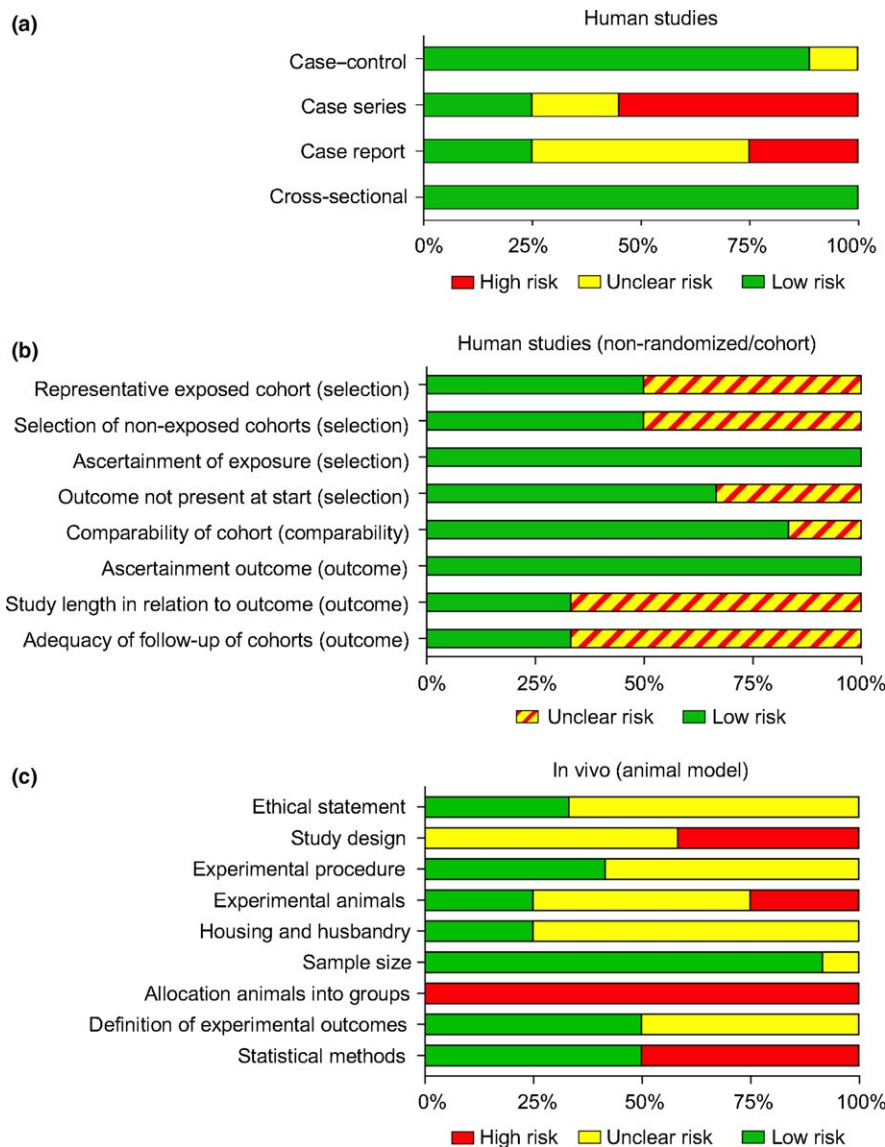 (a)
Human studies
Case–control
Case series
Case report
Cross-sectional
0% 25% 50% 75% 100%
High risk Unclear risk Low risk
(b)
Human studies (non-randomized/cohort)
Representative exposed cohort (selection)
Selection of non-exposed cohorts (selection)
Ascertainment of exposure (selection)
Outcome not present at start (selection)
Comparability of cohort (comparability)
Ascertainment outcome (outcome)
Study length in relation to outcome (outcome)
Adequacy of follow-up of cohorts (outcome)
0% 25% 50% 75% 100%
Unclear risk Low risk
(c)
In vivo (animal model)
Ethical statement
Study design
Experimental procedure
Experimental animals
Housing and husbandry
Sample size
Allocation animals into groups
Definition of experimental outcomes
Statistical methods
0% 25% 50% 75% 100%
High risk Unclear risk Low risk